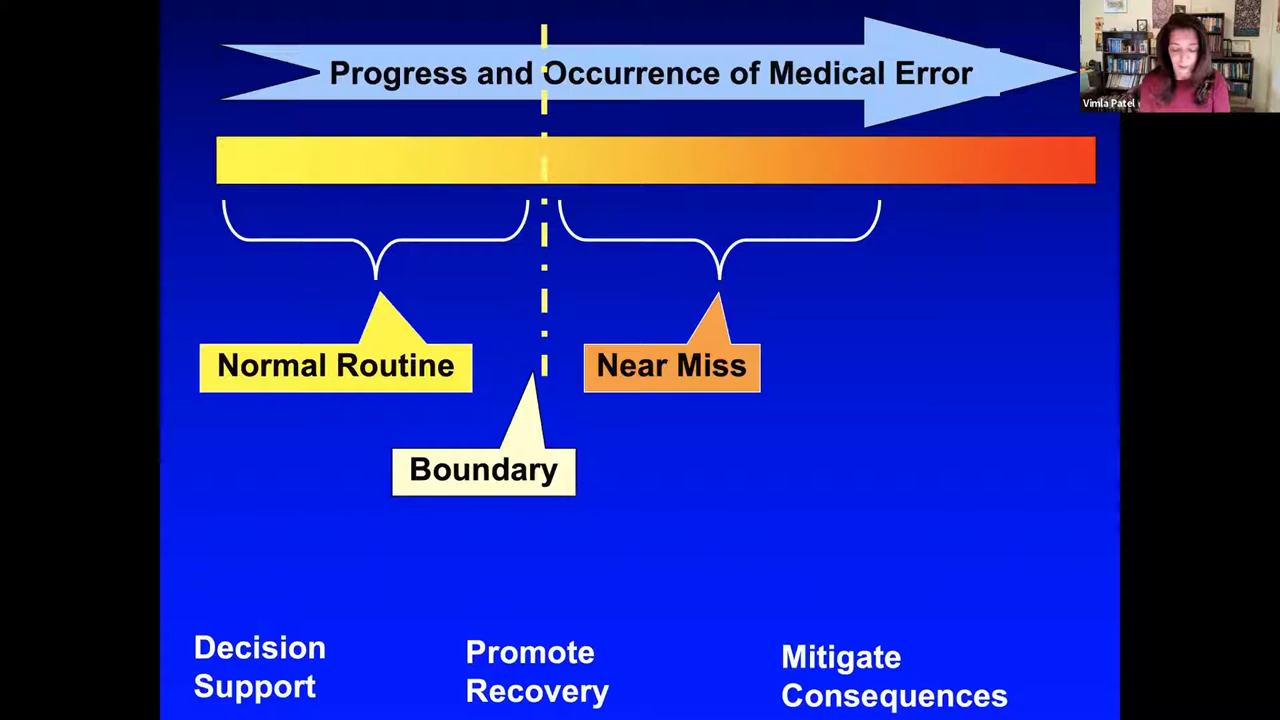 Progress and Occurrence of Medical Error
Vimla Patel
Normal Routine
Near Miss
Boundary
Decision
Support
Promote
Recovery
Mitigate
Consequences